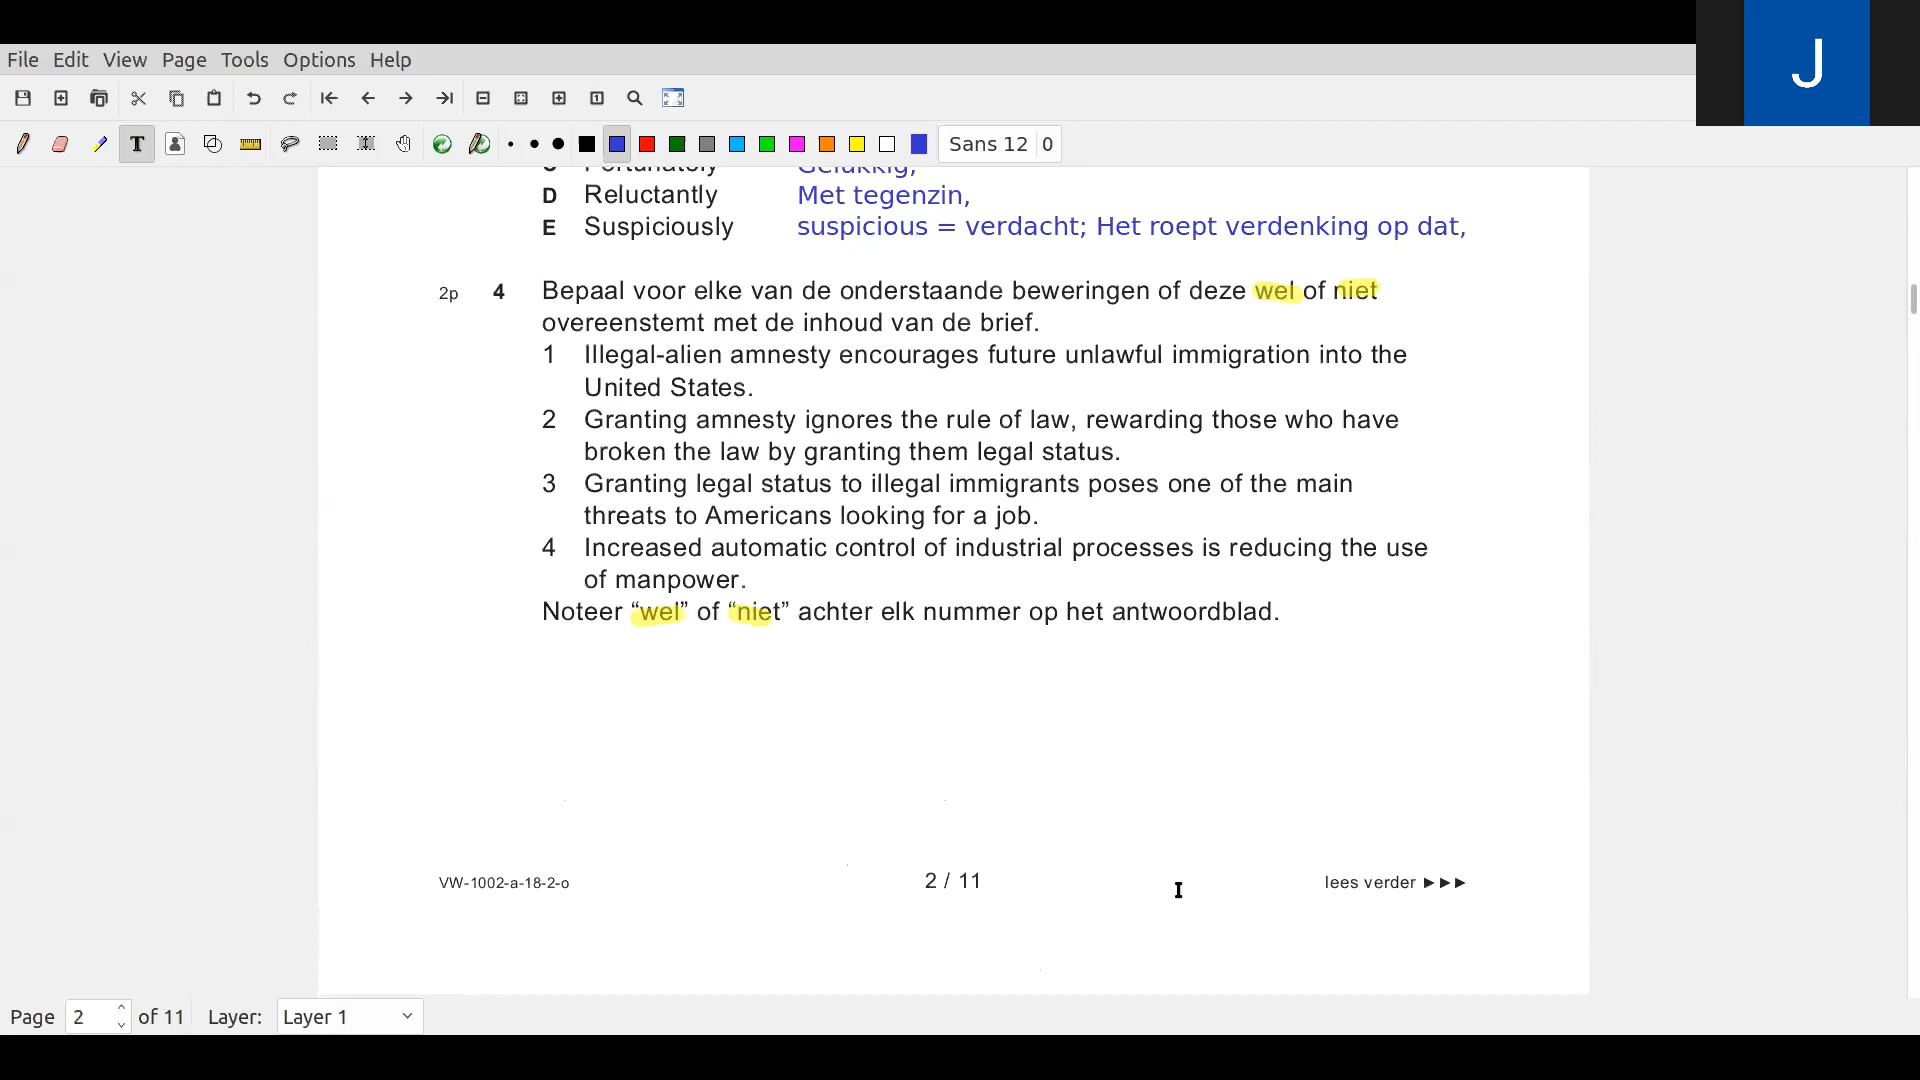 J
File Edit View Page Tools Options Help
T Sans 12 0
Fortunately Gelukkig,
D Reluctantly Met tegenzin,
E Suspiciously suspicious = verdacht; Het roept verdenking op dat,
2p 4 Bepaal voor elke van de onderstaande beweringen of deze wel of niet
overeenstemt met de inhoud van de brief.
1 Illegal-alien amnesty encourages future unlawful immigration into the
United States.
2 Granting amnesty ignores the rule of law, rewarding those who have
broken the law by granting them legal status.
3 Granting legal status to illegal immigrants poses one of the main
threats to Americans looking for a job.
4 Increased automatic control of industrial processes is reducing the use
of manpower.
Noteer “wel” of “niet” achter elk nummer op het antwoordblad.
VW-1002-a-18-2-o 2 / 11 lees verder ►►►
Page 2 of 11 Layer: Layer 1